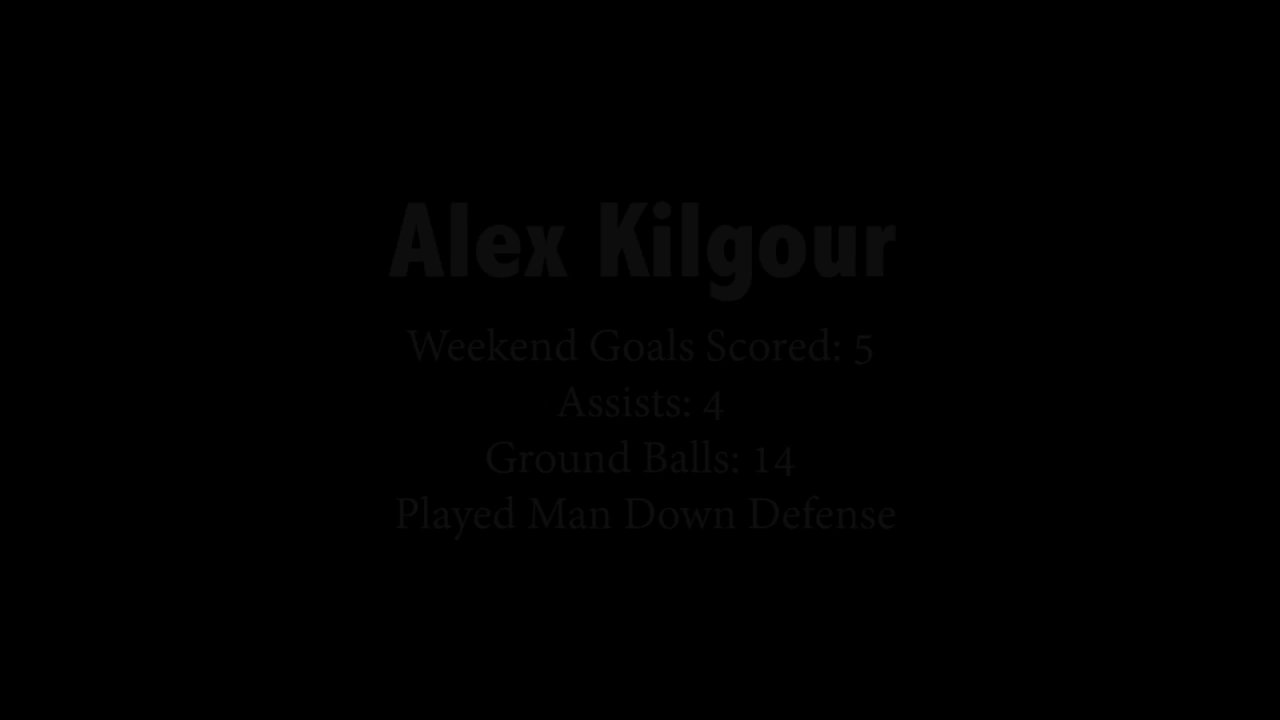 Alex Kilgour
Weekend Goals Scored: 5
Assists: 4
Ground Balls: 14
Played Man Down Defense